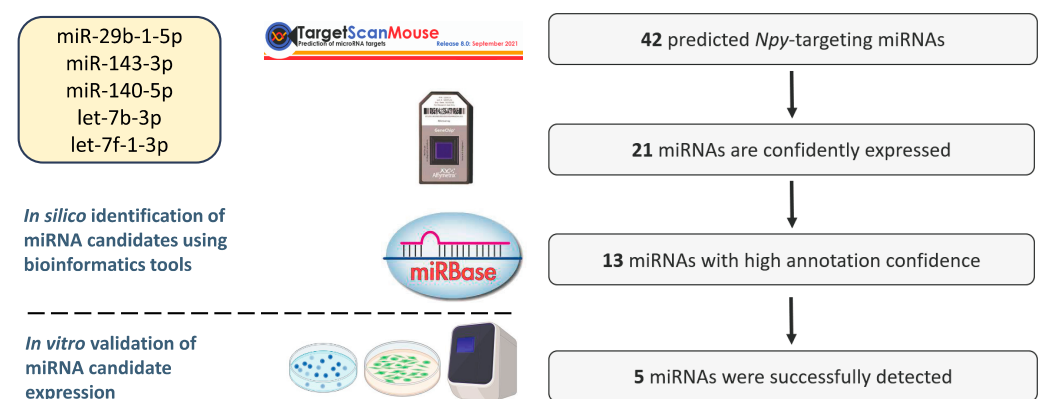 miR-29b-1-5p
miR-143-3p
miR-140-5p
let-7b-3p
let-7f-1-3p
TargetScanMouse
Prediction of microRNA targets
Release 8.0: September 2021
42 predicted Npy-targeting miRNAs
21 miRNAs are confidently expressed
GeneChip
Affymetrix
In silico identification of
miRNA candidates using
bioinformatics tools
miRBase
13 miRNAs with high annotation confidence
In vitro validation of
miRNA candidate
expression
5 miRNAs were successfully detected